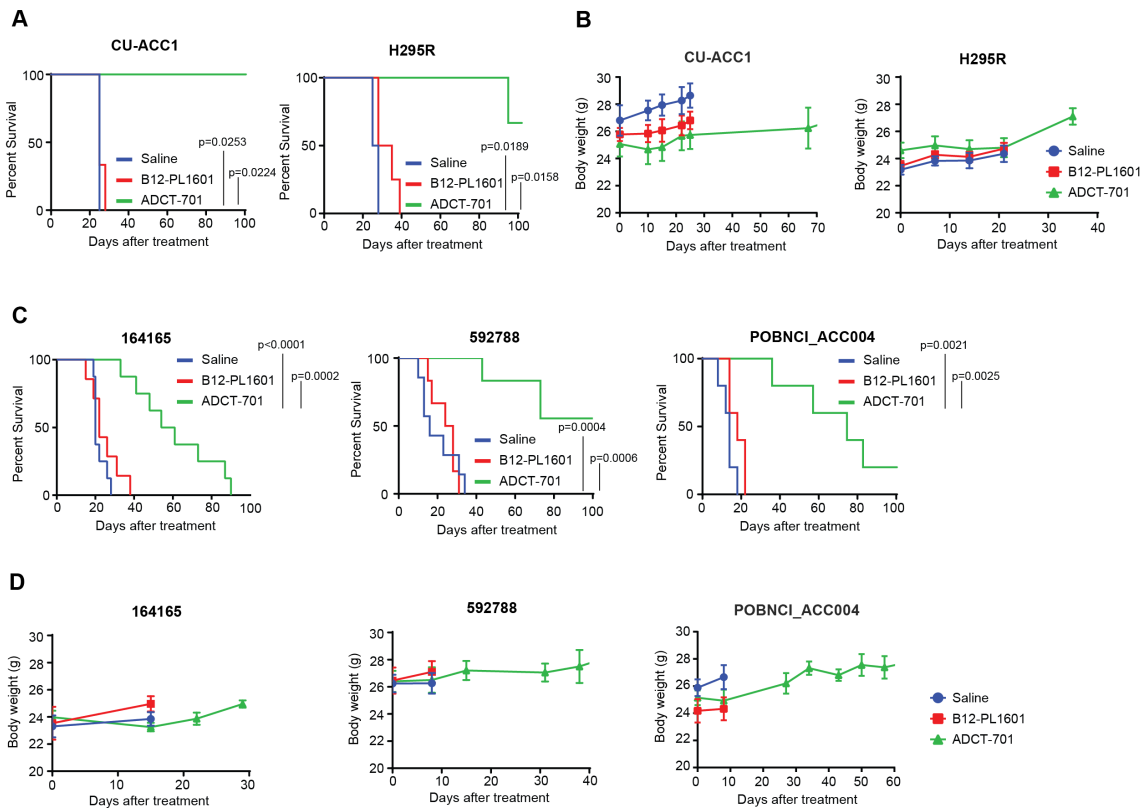 A
CU-ACC1
Percent Survival
100
50
0
0 20 40 60 80 100
Days after treatment
Saline
B12-PL1601
ADCT-701
p=0.0253
p=0.0224
H295R
Percent Survival
100
50
0
0 20 40 60 80 100
Days after treatment
Saline
B12-PL1601
ADCT-701
p=0.0189
p=0.0158
B
CU-ACC1
Body weight (g)
30
28
26
24
22
20
0 10 20 30 40 50 60 70
Days after treatment
H295R
Body weight (g)
30
28
26
24
22
20
0 10 20 30 40
Days after treatment
Saline
B12-PL1601
ADCT-701
C
164165
Percent Survival
100
50
0
0 20 40 60 80 100
Days after treatment
Saline
B12-PL1601
ADCT-701
p<0.0001
p=0.0002
592788
Percent Survival
100
50
0
0 20 40 60 80 100
Days after treatment
Saline
B12-PL1601
ADCT-701
p=0.0004
p=0.0006
POBNCI_ACC004
Percent Survival
100
50
0
0 20 40 60 80 100
Days after treatment
Saline
B12-PL1601
ADCT-701
p=0.0021
p=0.0025
D
164165
Body weight (g)
30
28
26
24
22
20
0 10 20 30
Days after treatment
592788
Body weight (g)
30
28
26
24
22
20
0 10 20 30 40
Days after treatment
POBNCI_ACC004
Body weight (g)
30
28
26
24
22
20
0 10 20 30 40 50 60
Days after treatment
Saline
B12-PL1601
ADCT-701